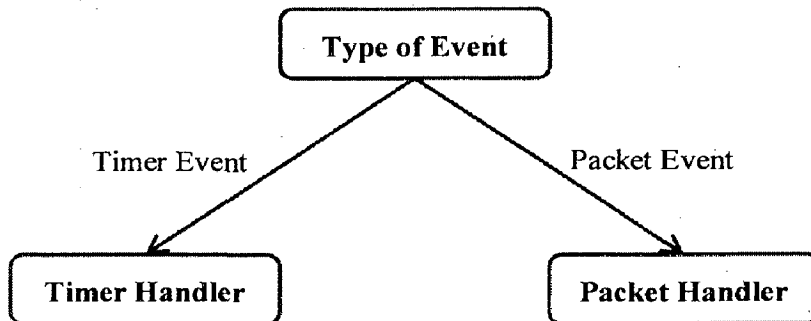 Type of Event
Timer Event
Packet Event
Timer Handler
Packet Handler